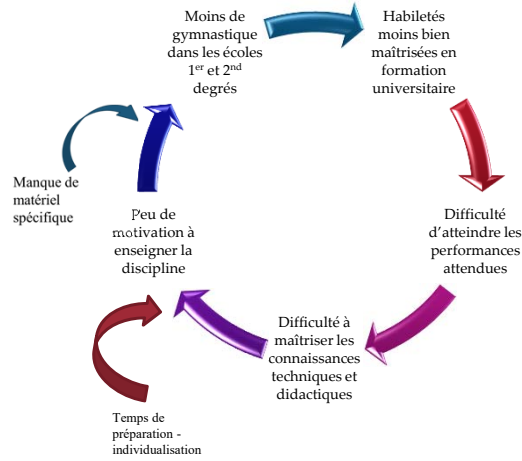 Moins de
gymnastique
dans les écoles
1er et 2nd
degrés
Habiletés
moins bien
maîtrisées en
formation
universitaire
Difficulté
d'atteindre les
performances
attendues
Difficulté à
maîtriser les
connaissances
techniques et
didactiques
Peu de
motivation à
enseigner la
discipline
Manque de
matériel
spécifique
Temps de
préparation -
individualisation